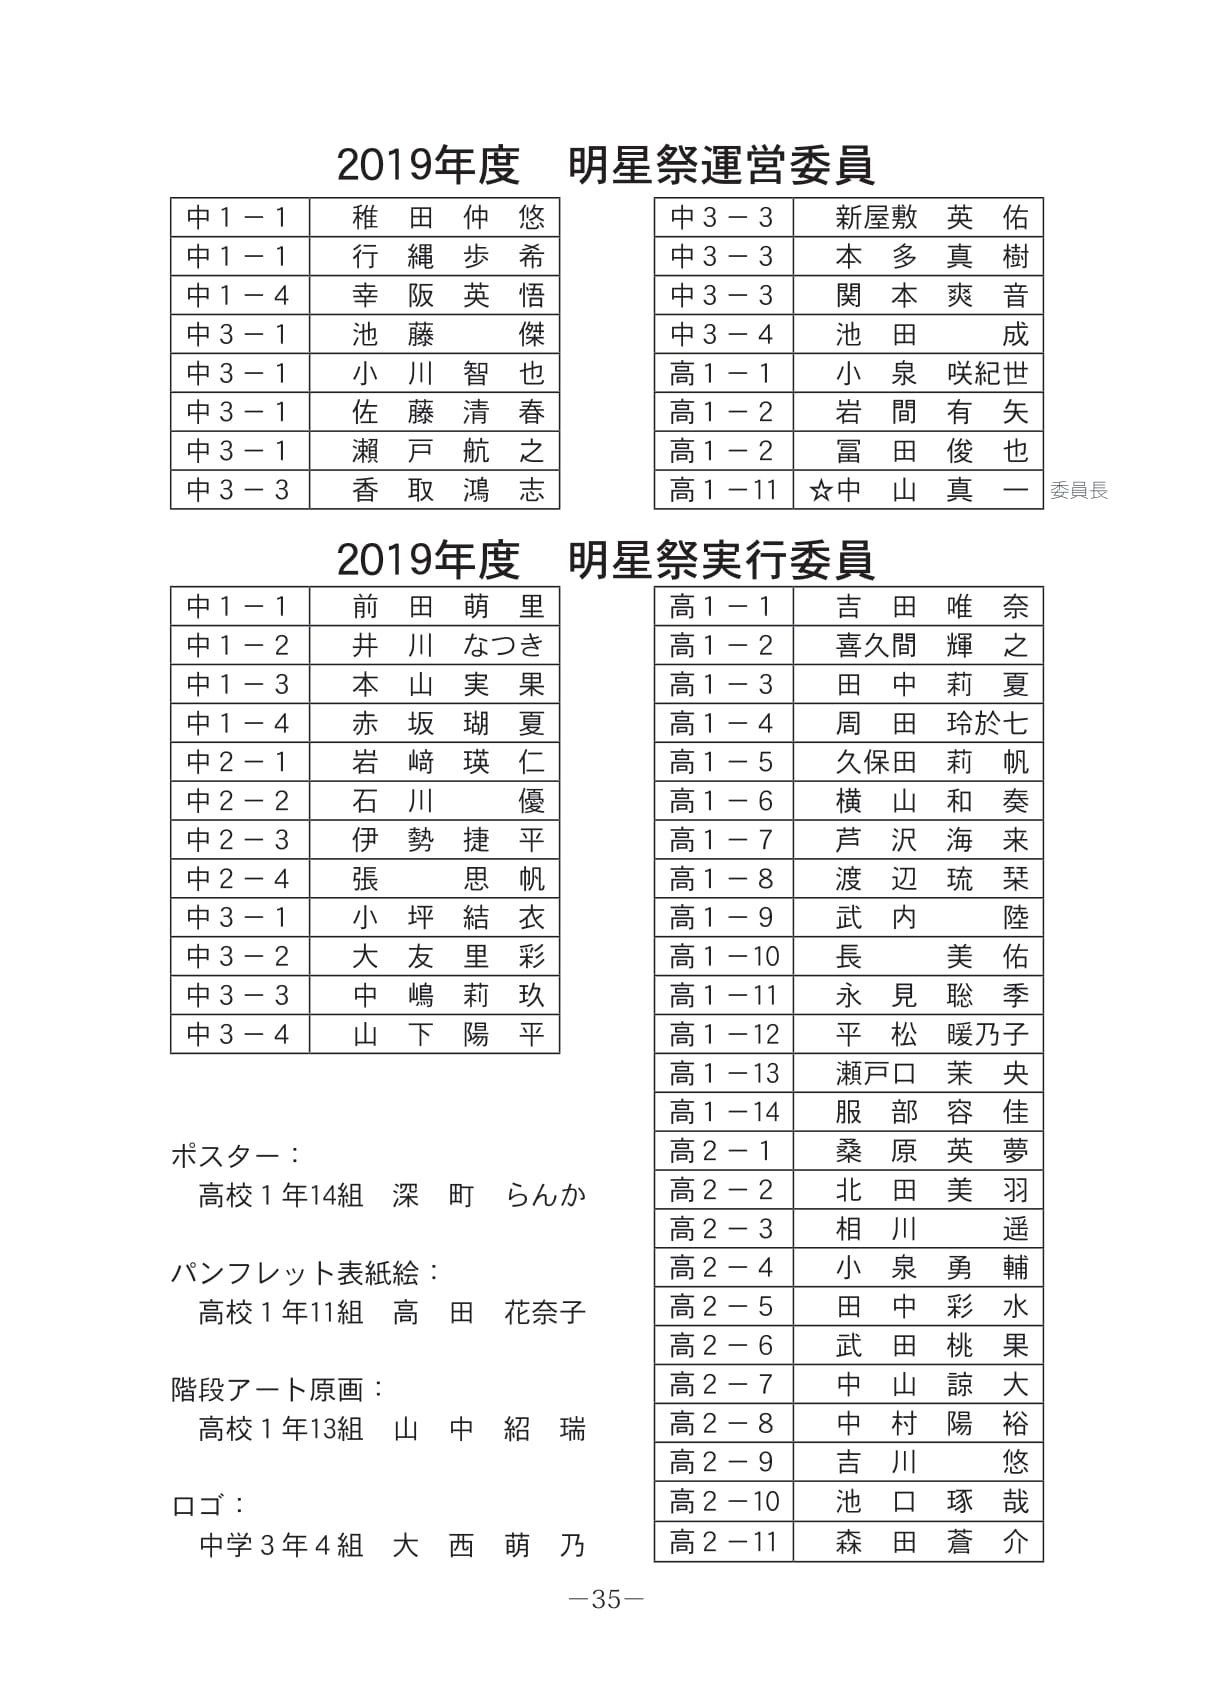 2019年度　明星祭運営委員
中１－１　稚田仲悠
中１－１　行縄歩希
中１－４　幸阪英悟
中３－１　池藤　傑
中３－１　小川智也
中３－１　佐藤清春
中３－１　瀬戸航之
中３－３　香取鴻志
中３－３　新屋敷英佑
中３－３　本多真樹
中３－３　関本爽音
中３－４　池田　成
高１－１　小泉咲紀世
高１－２　岩間有矢
高１－２　冨田俊也
高１－11　☆中山真一　委員長
2019年度　明星祭実行委員
中１－１　前田萌里
中１－２　井川なつき
中１－３　本山実果
中１－４　赤坂瑚夏
中２－１　岩﨑瑛仁
中２－２　石川　優
中２－３　伊勢捷平
中２－４　張　思帆
中３－１　小坪結衣
中３－２　大友里彩
中３－３　中嶋莉玖
中３－４　山下陽平
高１－１　吉田唯奈
高１－２　喜久間輝之
高１－３　田中莉夏
高１－４　周田玲於七
高１－５　久保田莉帆
高１－６　横山和奏
高１－７　芦沢海来
高１－８　渡辺琉栞
高１－９　武内　陸
高１－10　長　美佑
高１－11　永見聡季
高１－12　平松暖乃子
高１－13　瀬戸口茉央
高１－14　服部容佳
高２－１　桑原英夢
高２－２　北田美羽
高２－３　相川　遥
高２－４　小泉勇輔
高２－５　田中彩水
高２－６　武田桃果
高２－７　中山諒大
高２－８　中村陽裕
高２－９　吉川　悠
高２－10　池口琢哉
高２－11　森田蒼介
ポスター：
高校１年14組　深町　らんか
パンフレット表紙絵：
高校１年11組　高田　花奈子
階段アート原画：
高校１年13組　山中紹瑞
ロゴ：
中学３年４組　大西萌乃
－35－